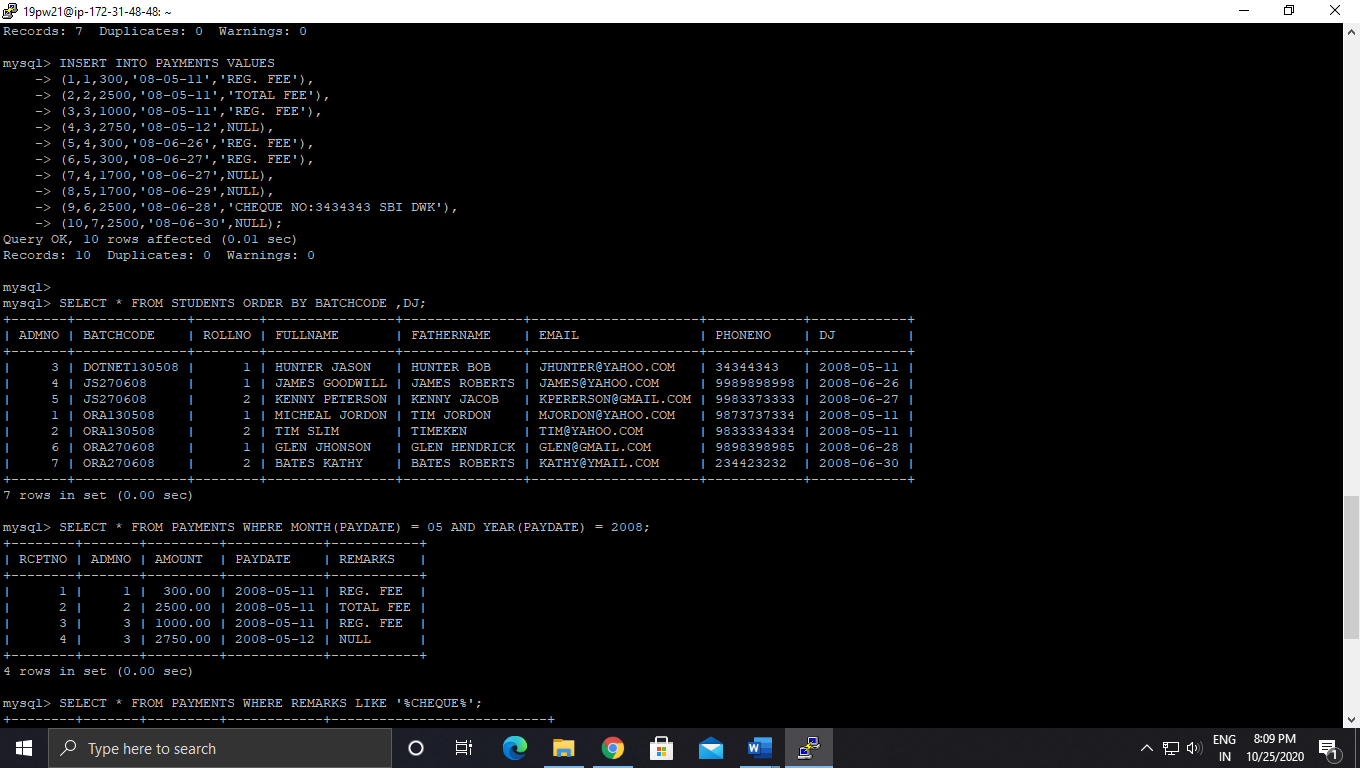 19pw21@ip-172-31-48-48: ~
Records: 7  Duplicates: 0  Warnings: 0
mysql> INSERT INTO PAYMENTS VALUES
    -> (1,1,300,'08-05-11','REG. FEE'),
    -> (2,2,2500,'08-05-11','TOTAL FEE'),
    -> (3,3,1000,'08-05-11','REG. FEE'),
    -> (4,3,2750,'08-05-12',NULL),
    -> (5,4,300,'08-06-26','REG. FEE'),
    -> (6,5,300,'08-06-27','REG. FEE'),
    -> (7,4,1700,'08-06-27',NULL),
    -> (8,5,1700,'08-06-29',NULL),
    -> (9,6,2500,'08-06-28','CHEQUE NO:3434343 SBI DWK'),
    -> (10,7,2500,'08-06-30',NULL);
Query OK, 10 rows affected (0.01 sec)
Records: 10  Duplicates: 0  Warnings: 0
mysql>
mysql> SELECT * FROM STUDENTS ORDER BY BATCHCODE ,DJ;
+-------+--------------+--------+----------------+---------------+---------------------+------------+------------+
| ADMNO | BATCHCODE    | ROLLNO | FULLNAME       | FATHERNAME    | EMAIL               | PHONENO    | DJ         |
+-------+--------------+--------+----------------+---------------+---------------------+------------+------------+
|     3 | DOTNET130508 |      1 | HUNTER JASON   | HUNTER BOB    | JHUNTER@YAHOO.COM   | 34344343   | 2008-05-11 |
|     4 | JS270608     |      1 | JAMES GOODWILL | JAMES ROBERTS | JAMES@YAHOO.COM     | 9989898998 | 2008-06-26 |
|     5 | JS270608     |      2 | KENNY PETERSON | KENNY JACOB   | KPERERSON@GMAIL.COM | 9983373333 | 2008-06-27 |
|     1 | ORA130508    |      1 | MICHEAL JORDON | TIM JORDON    | MJORDON@YAHOO.COM   | 9873737334 | 2008-05-11 |
|     2 | ORA130508    |      2 | TIM SLIM       | TIMEKEN       | TIM@YAHOO.COM       | 9833334334 | 2008-05-11 |
|     6 | ORA270608    |      1 | GLEN JHONSON   | GLEN HENDRICK | GLEN@GMAIL.COM      | 9898398985 | 2008-06-28 |
|     7 | ORA270608    |      2 | BATES KATHY    | BATES ROBERTS | KATHY@YMAIL.COM     | 234423232  | 2008-06-30 |
+-------+--------------+--------+----------------+---------------+---------------------+------------+------------+
7 rows in set (0.00 sec)
mysql> SELECT * FROM PAYMENTS WHERE MONTH(PAYDATE) = 05 AND YEAR(PAYDATE) = 2008;
+--------+-------+---------+------------+-----------+
| RCPTNO | ADMNO | AMOUNT  | PAYDATE    | REMARKS   |
+--------+-------+---------+------------+-----------+
|      1 |     1 |  300.00 | 2008-05-11 | REG. FEE  |
|      2 |     2 | 2500.00 | 2008-05-11 | TOTAL FEE |
|      3 |     3 | 1000.00 | 2008-05-11 | REG. FEE  |
|      4 |     3 | 2750.00 | 2008-05-12 | NULL      |
+--------+-------+---------+------------+-----------+
4 rows in set (0.00 sec)
mysql> SELECT * FROM PAYMENTS WHERE REMARKS LIKE '%CHEQUE%';
+--------+-------+---------+------------+---------------------------+
Type here to search
ENG
IN
8:09 PM
10/25/2020
1